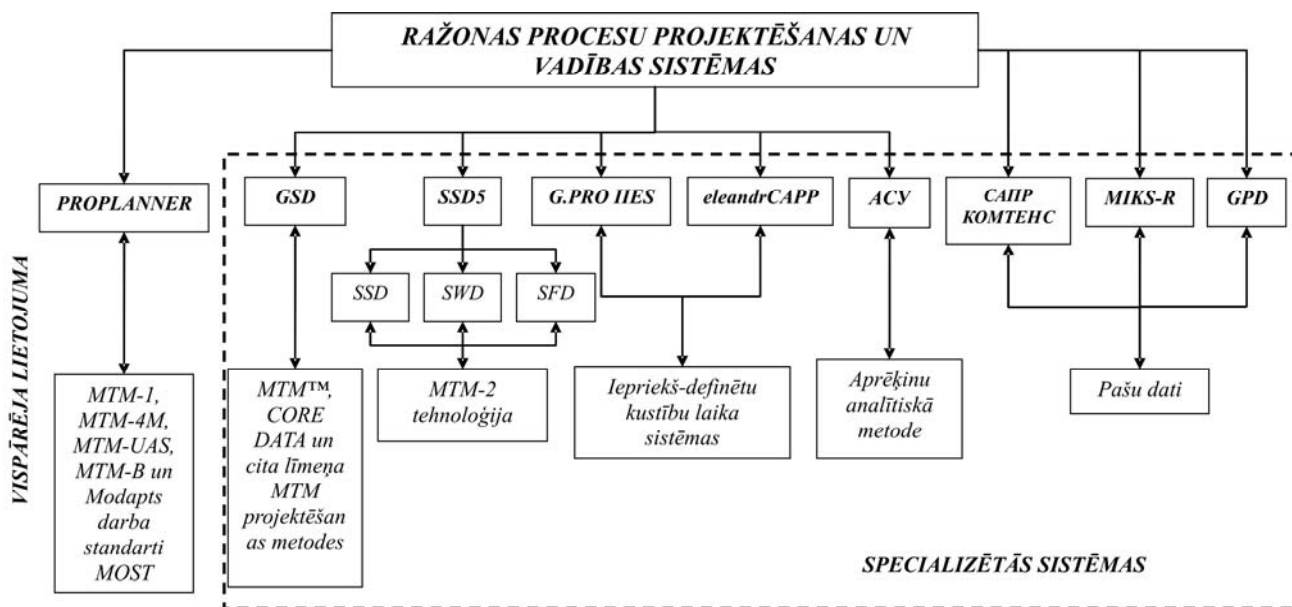 RAŽONAS PROCESU PROJEKTĒŠANAS UN
VADĪBAS SISTĒMAS
PROPLANNER
GSD
SSD5
G.PRO IIES
eleandrCAPP
АСУ
САПР
КОМТЕНС
MIKS-R
GPD
SSD
SWD
SFD
VISPĀRĒJA LIETOJUMA
MTM-1,
MTM-4M,
MTM-UAS,
MTM-B un
Modapts
darba
standarti
MOST
MTM™,
CORE
DATA un
cita līmeņa
MTM
projektēšan
as metodes
MTM-2
tehnoloģija
Iepriekš-definētu
kustību laika
sistēmas
Aprēķinu
analītiskā
metode
Pašu dati
SPECIALIZĒTĀS SISTĒMAS